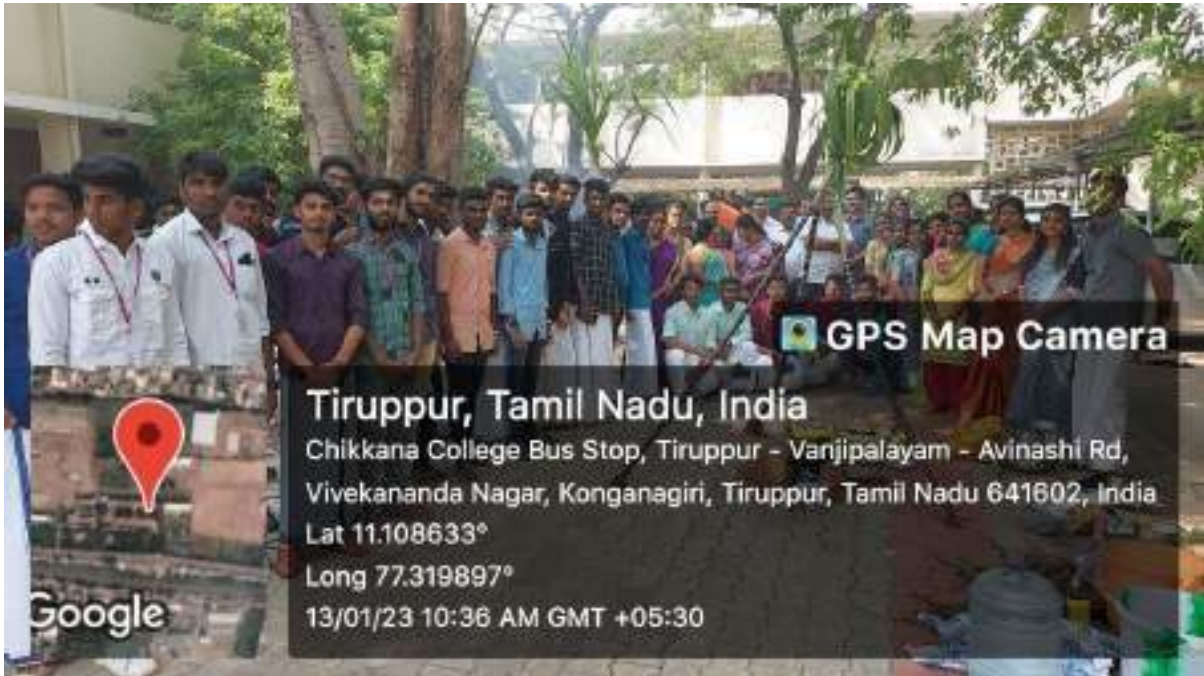 GPS Map Camera
Tiruppur, Tamil Nadu, India
Chikkana College Bus Stop, Tiruppur - Vanjipalayam - Avinashi Rd,
Vivekananda Nagar, Konganagiri, Tiruppur, Tamil Nadu 641602, India
Lat 11.108633°
Long 77.319897°
13/01/23 10:36 AM GMT +05:30
Google